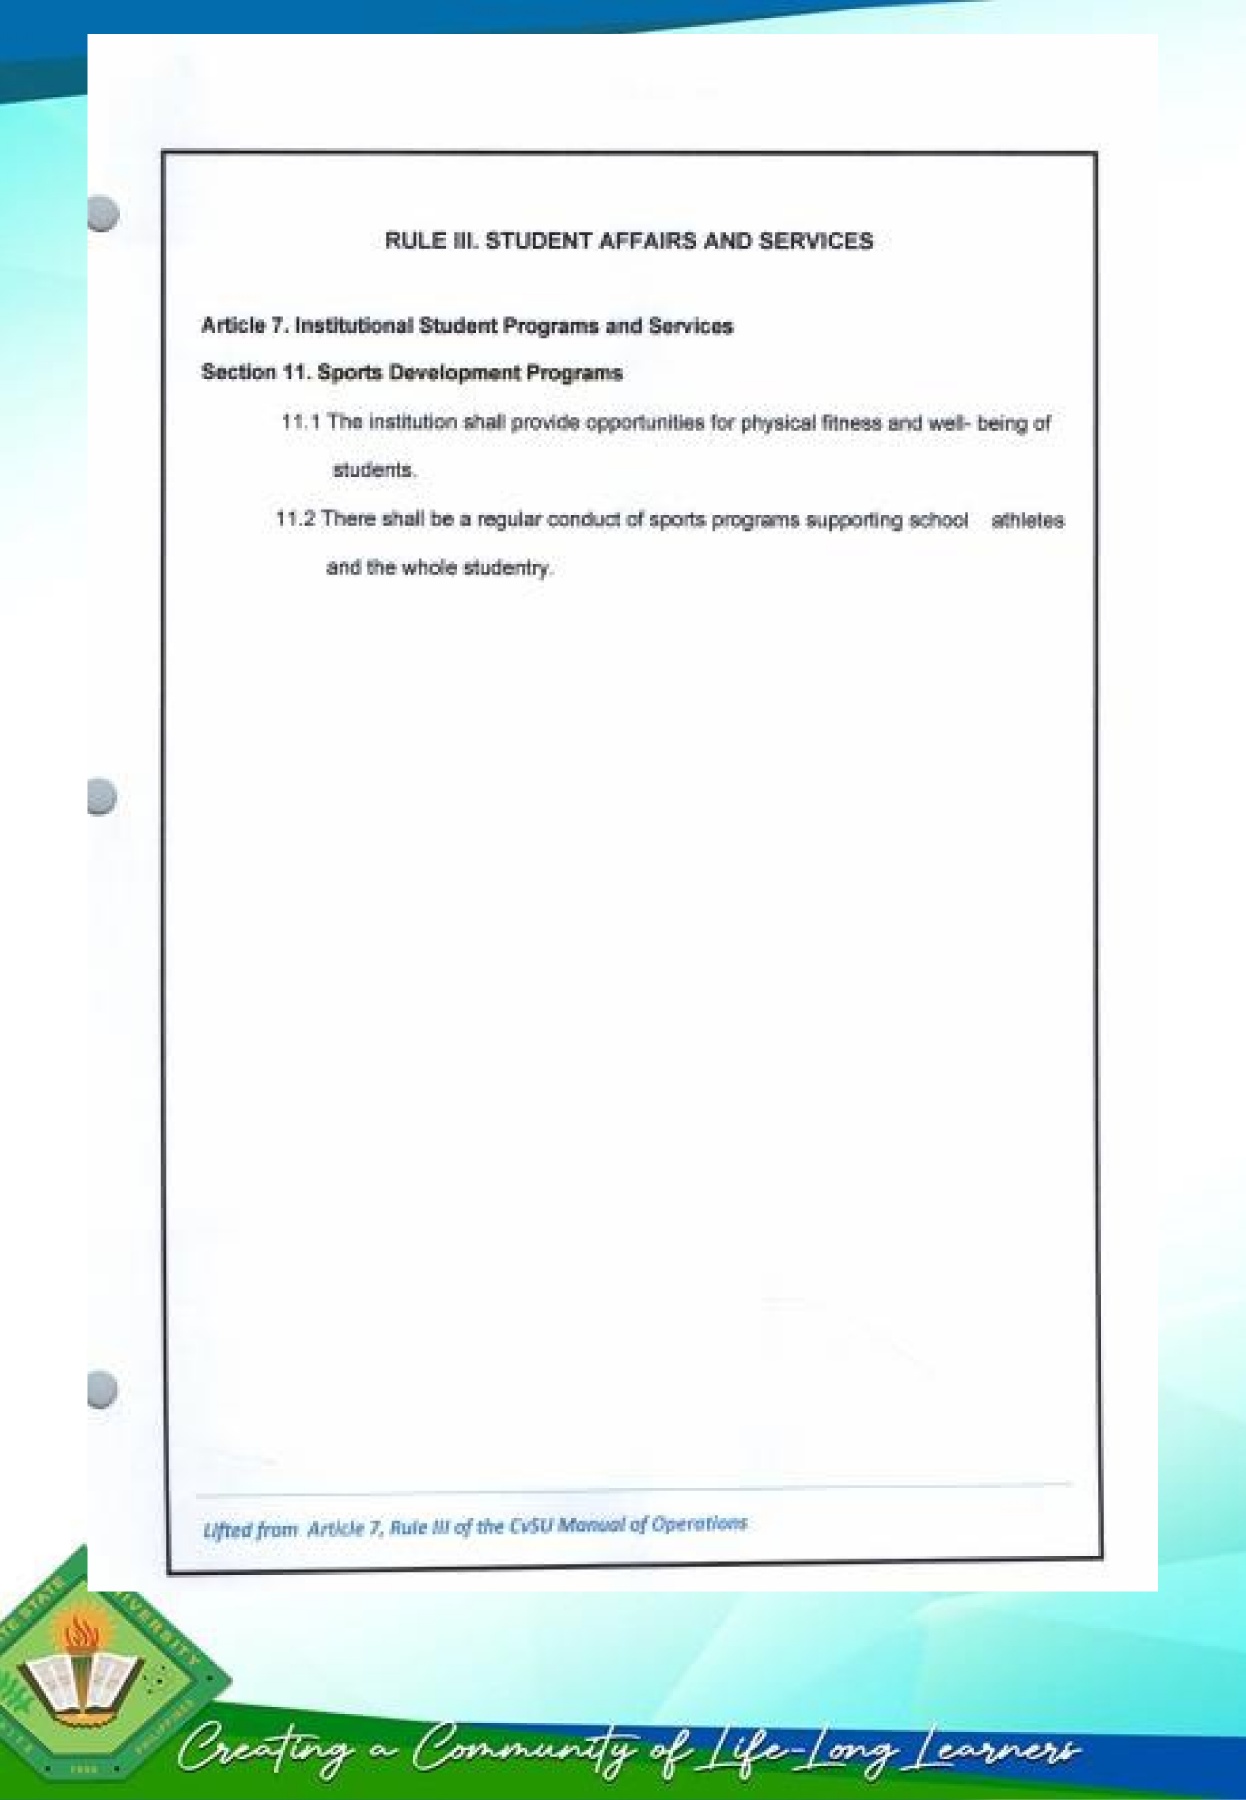 RULE III. STUDENT AFFAIRS AND SERVICES
Article 7. Institutional Student Programs and Services
Section 11. Sports Development Programs
11.1 The institution shall provide opportunities for physical fitness and well- being of
students.
11.2 There shall be a regular conduct of sports programs supporting school athletes
and the whole studentry.
Lifted from Article 7, Rule III of the CvSU Manual of Operations
STATE
UNIVERSITY
PHILIPPINES
Creating a Community of Life-Long Learners